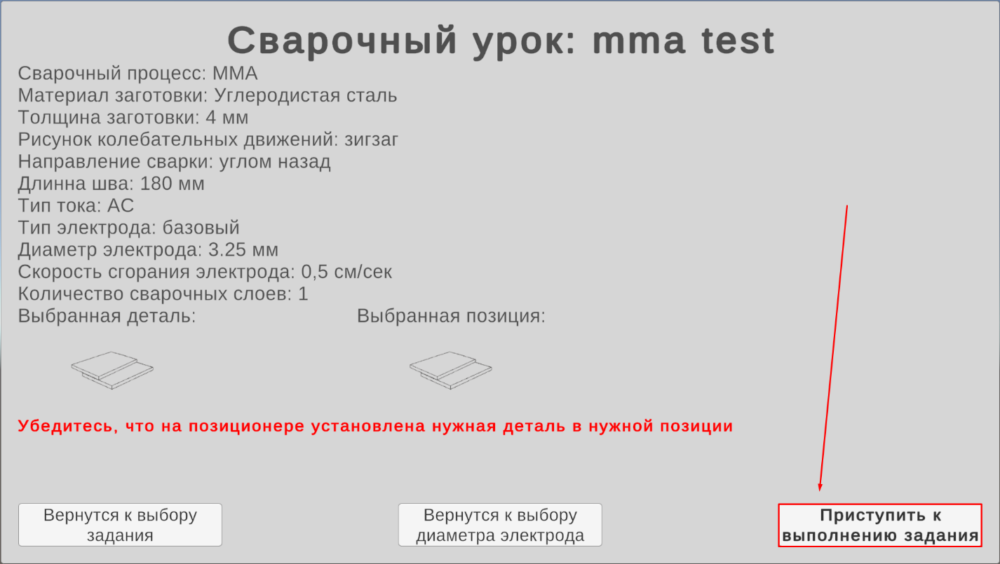 Сварочный урок: mma test
Сварочный процесс: MMA
Материал заготовки: Углеродистая сталь
Толщина заготовки: 4 мм
Рисунок колебательных движений: зигзаг
Направление сварки: углом назад
Длинна шва: 180 мм
Тип тока: AC
Тип электрода: базовый
Диаметр электрода: 3.25 мм
Скорость сгорания электрода: 0,5 см/сек
Количество сварочных слоев: 1
Выбранная деталь: Выбранная позиция:
Убедитесь, что на позиционере установлена нужная деталь в нужной позиции
Вернутся к выбору
задания
Вернутся к выбору
диаметра электрода
Приступить к
выполнению задания